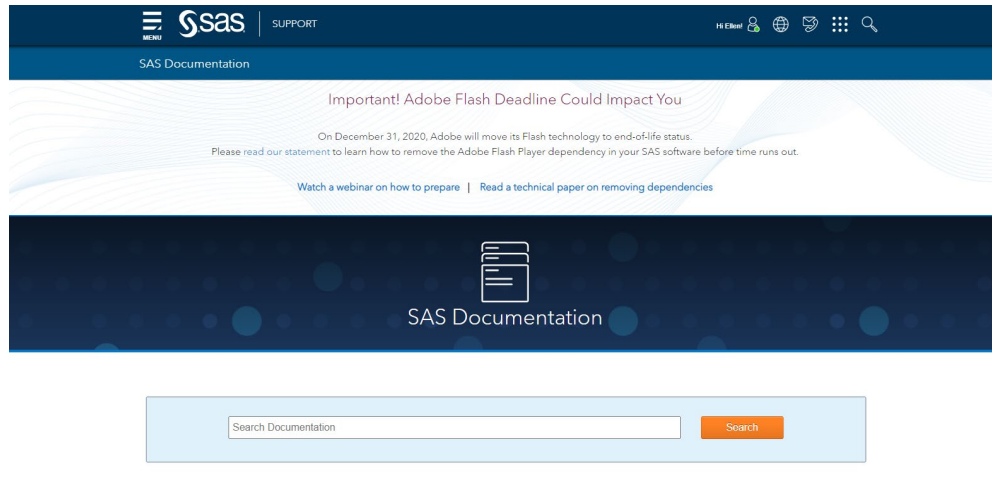 MENU
sas
SUPPORT
Hi Ellen!
SAS Documentation
Important! Adobe Flash Deadline Could Impact You
On December 31, 2020, Adobe will move its Flash technology to end-of-life status.
Please read our statement to learn how to remove the Adobe Flash Player dependency in your SAS software before time runs out.
Watch a webinar on how to prepare | Read a technical paper on removing dependencies
SAS Documentation
Search Documentation
Search